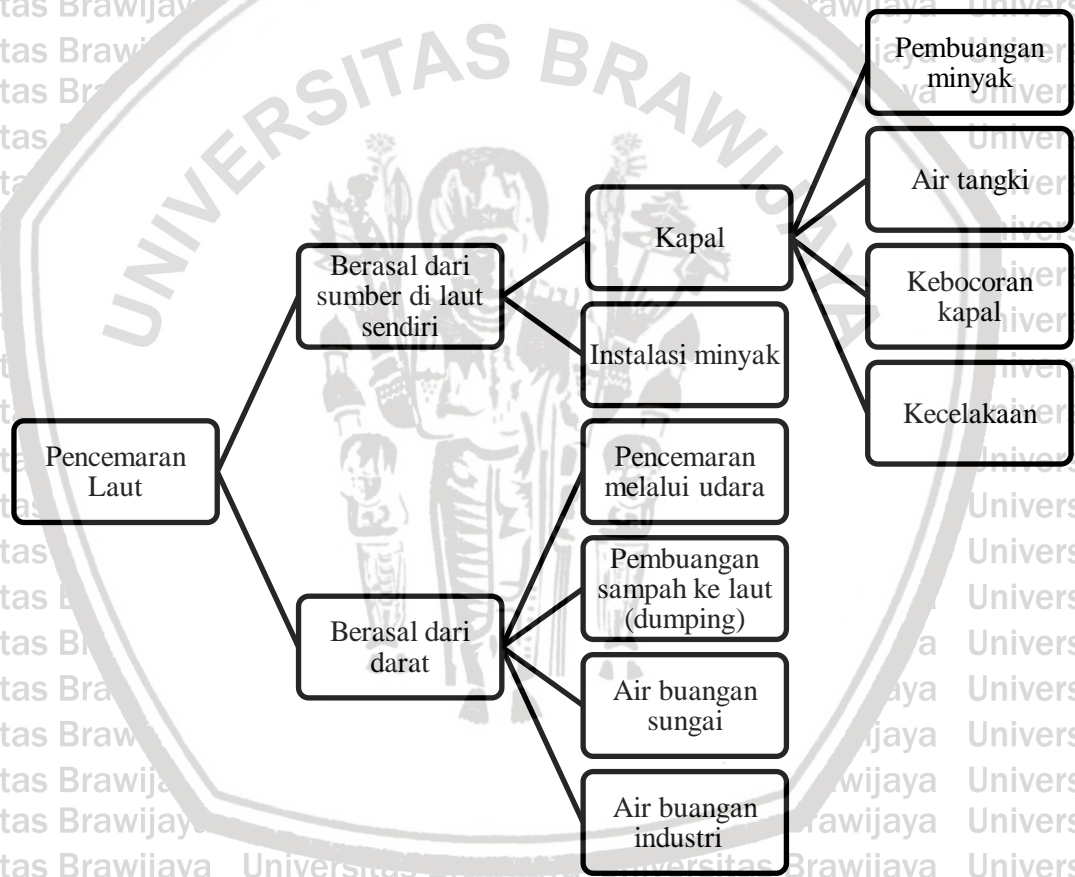 UNIVERSITAS BRAWIJAYA
Pencemaran
Laut
Berasal dari
sumber di laut
sendiri
Kapal
Pembuangan
minyak
Air tangki
Kebocoran
kapal
Kecelakaan
Instalasi minyak
Berasal dari
darat
Pencemaran
melalui udara
Pembuangan
sampah ke laut
(dumping)
Air buangan
sungai
Air buangan
industri